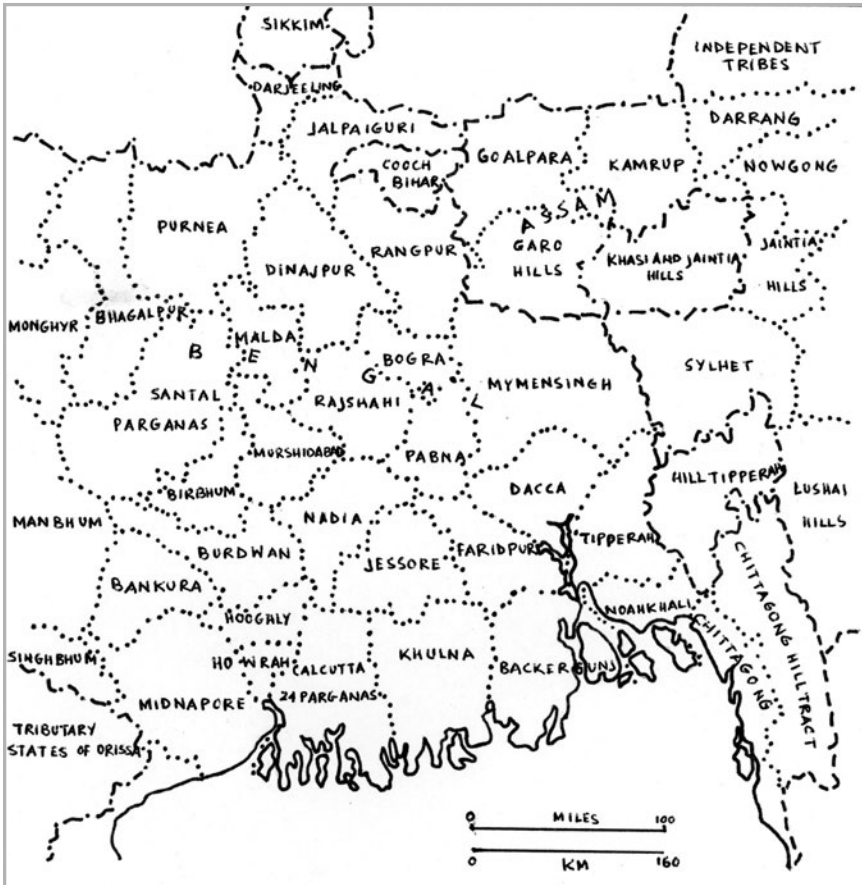 SIKKIM
INDEPENDENT
TRIBES
DARJEELING
DARRANG
JALPAIGURI
GOALPARA
KAMRUP
NOWGONG
COOCH
BIHAR
PURNEA
ASSAM
RANGPUR
GARO
HILLS
KHASI AND JAINTIA
HILLS
JAINTIA
HILLS
DINAJPUR
MONGHYR
BHAGALPUR
MALDA
BENGAL
BOGRA
SYLHET
MYMENSINGH
SANTAL
PARGANAS
RAJSHAHI
MURSHIDABAD
PABNA
HILL TIPPERAH
BIRBHUM
DACCA
LUSHAI
HILLS
MANBHUM
NADIA
BURDWAN
JESSORE
FARIDPUR
TIPPERAH
BANKURA
CHITTAGONG HILL TRACT
HOOGHLY
NOAHKHALI
CHITTAGONG
SINGHBHUM
HOWRAH
CALCUTTA
KHULNA
BACKERGUNJ
MIDNAPORE
24 PARGANAS
TRIBUTARY
STATES OF ORISSA
0 MILES 100
0 KM 160